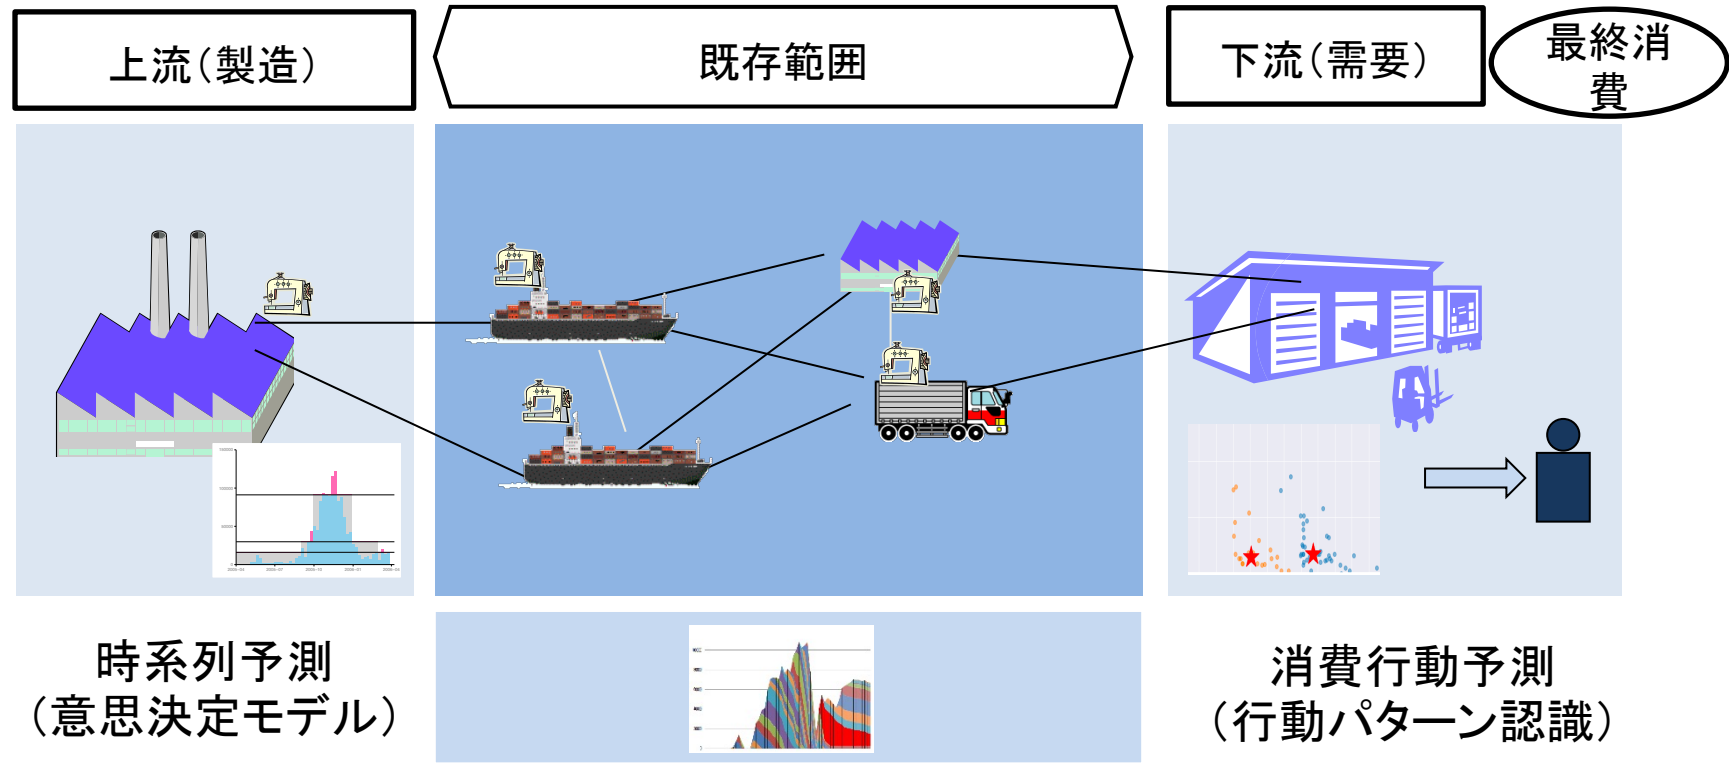 上流（製造）
既存範囲
下流（需要）
最終消
費
時系列予測
（意思決定モデル）
消費行動予測
（行動パターン認識）